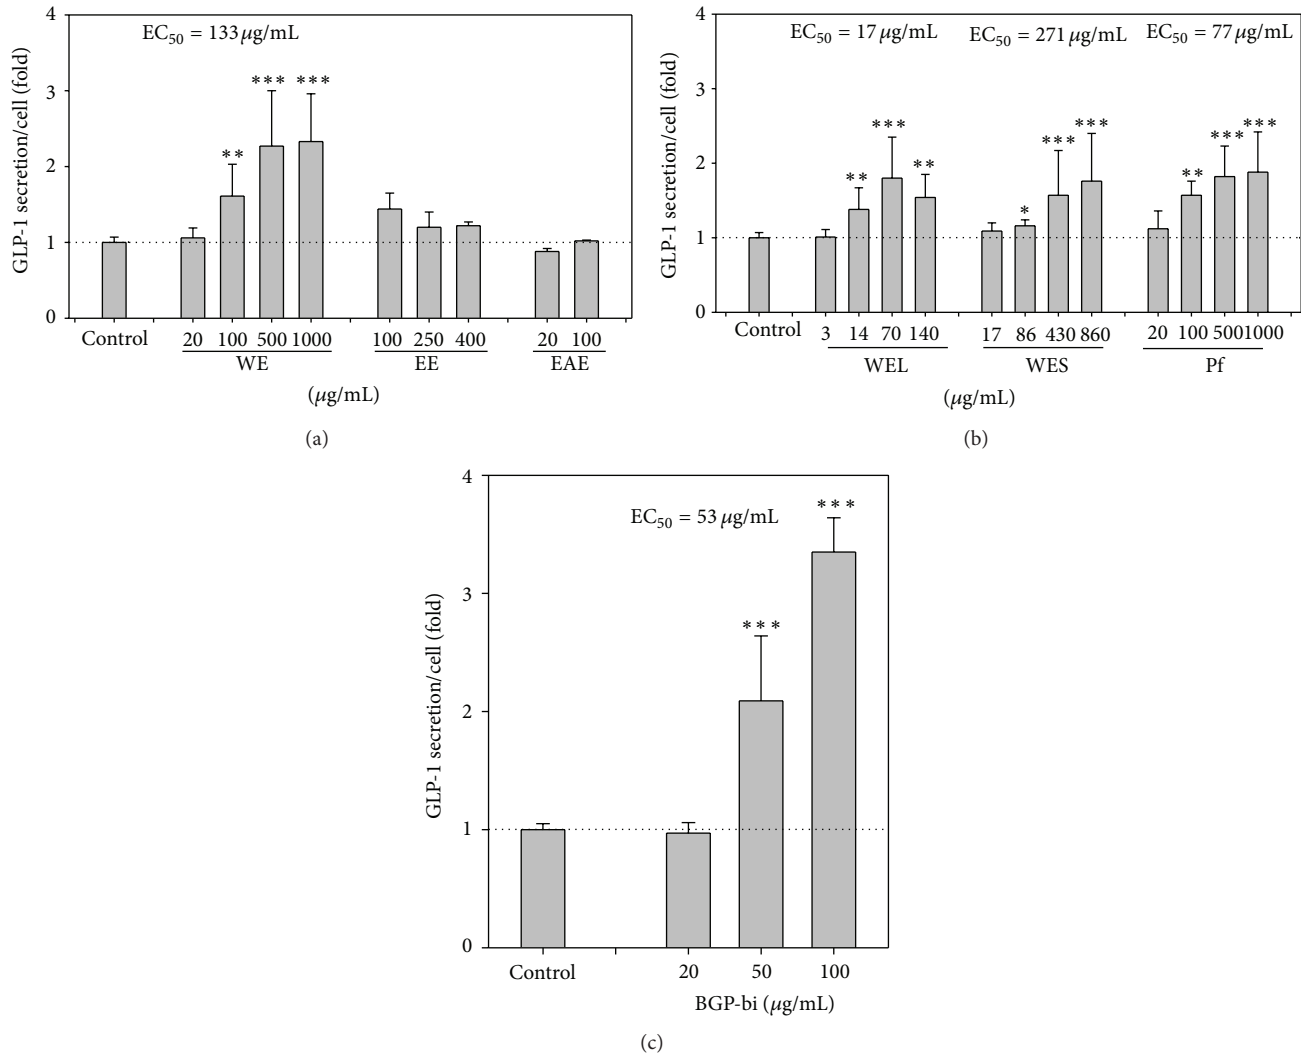 4
3
2
1
0
GLP-1 secretion/cell (fold)
EC50 = 133 μg/mL
** *** ***
Control 20 100 500 1000 100 250 400 20 100
WE EE EAE
(μg/mL)
(a)
4
3
2
1
0
GLP-1 secretion/cell (fold)
EC50 = 17 μg/mL EC50 = 271 μg/mL EC50 = 77 μg/mL
** *** ** * *** *** ** *** ***
Control 3 14 70 140 17 86 430 860 20 100 500 1000
WEL WES Pf
(μg/mL)
(b)
4
3
2
1
0
GLP-1 secretion/cell (fold)
EC50 = 53 μg/mL
*** ***
Control 20 50 100
BGP-bi (μg/mL)
(c)